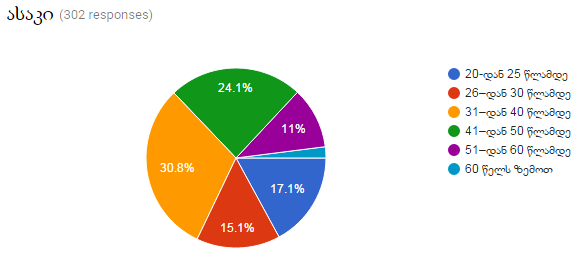 ასაკი (302 responses)
24.1%
11%
30.8%
17.1%
15.1%
20-დან 25 წლამდე
26–დან 30 წლამდე
31–დან 40 წლამდე
41–დან 50 წლამდე
51–დან 60 წლამდე
60 წელს ზემოთ